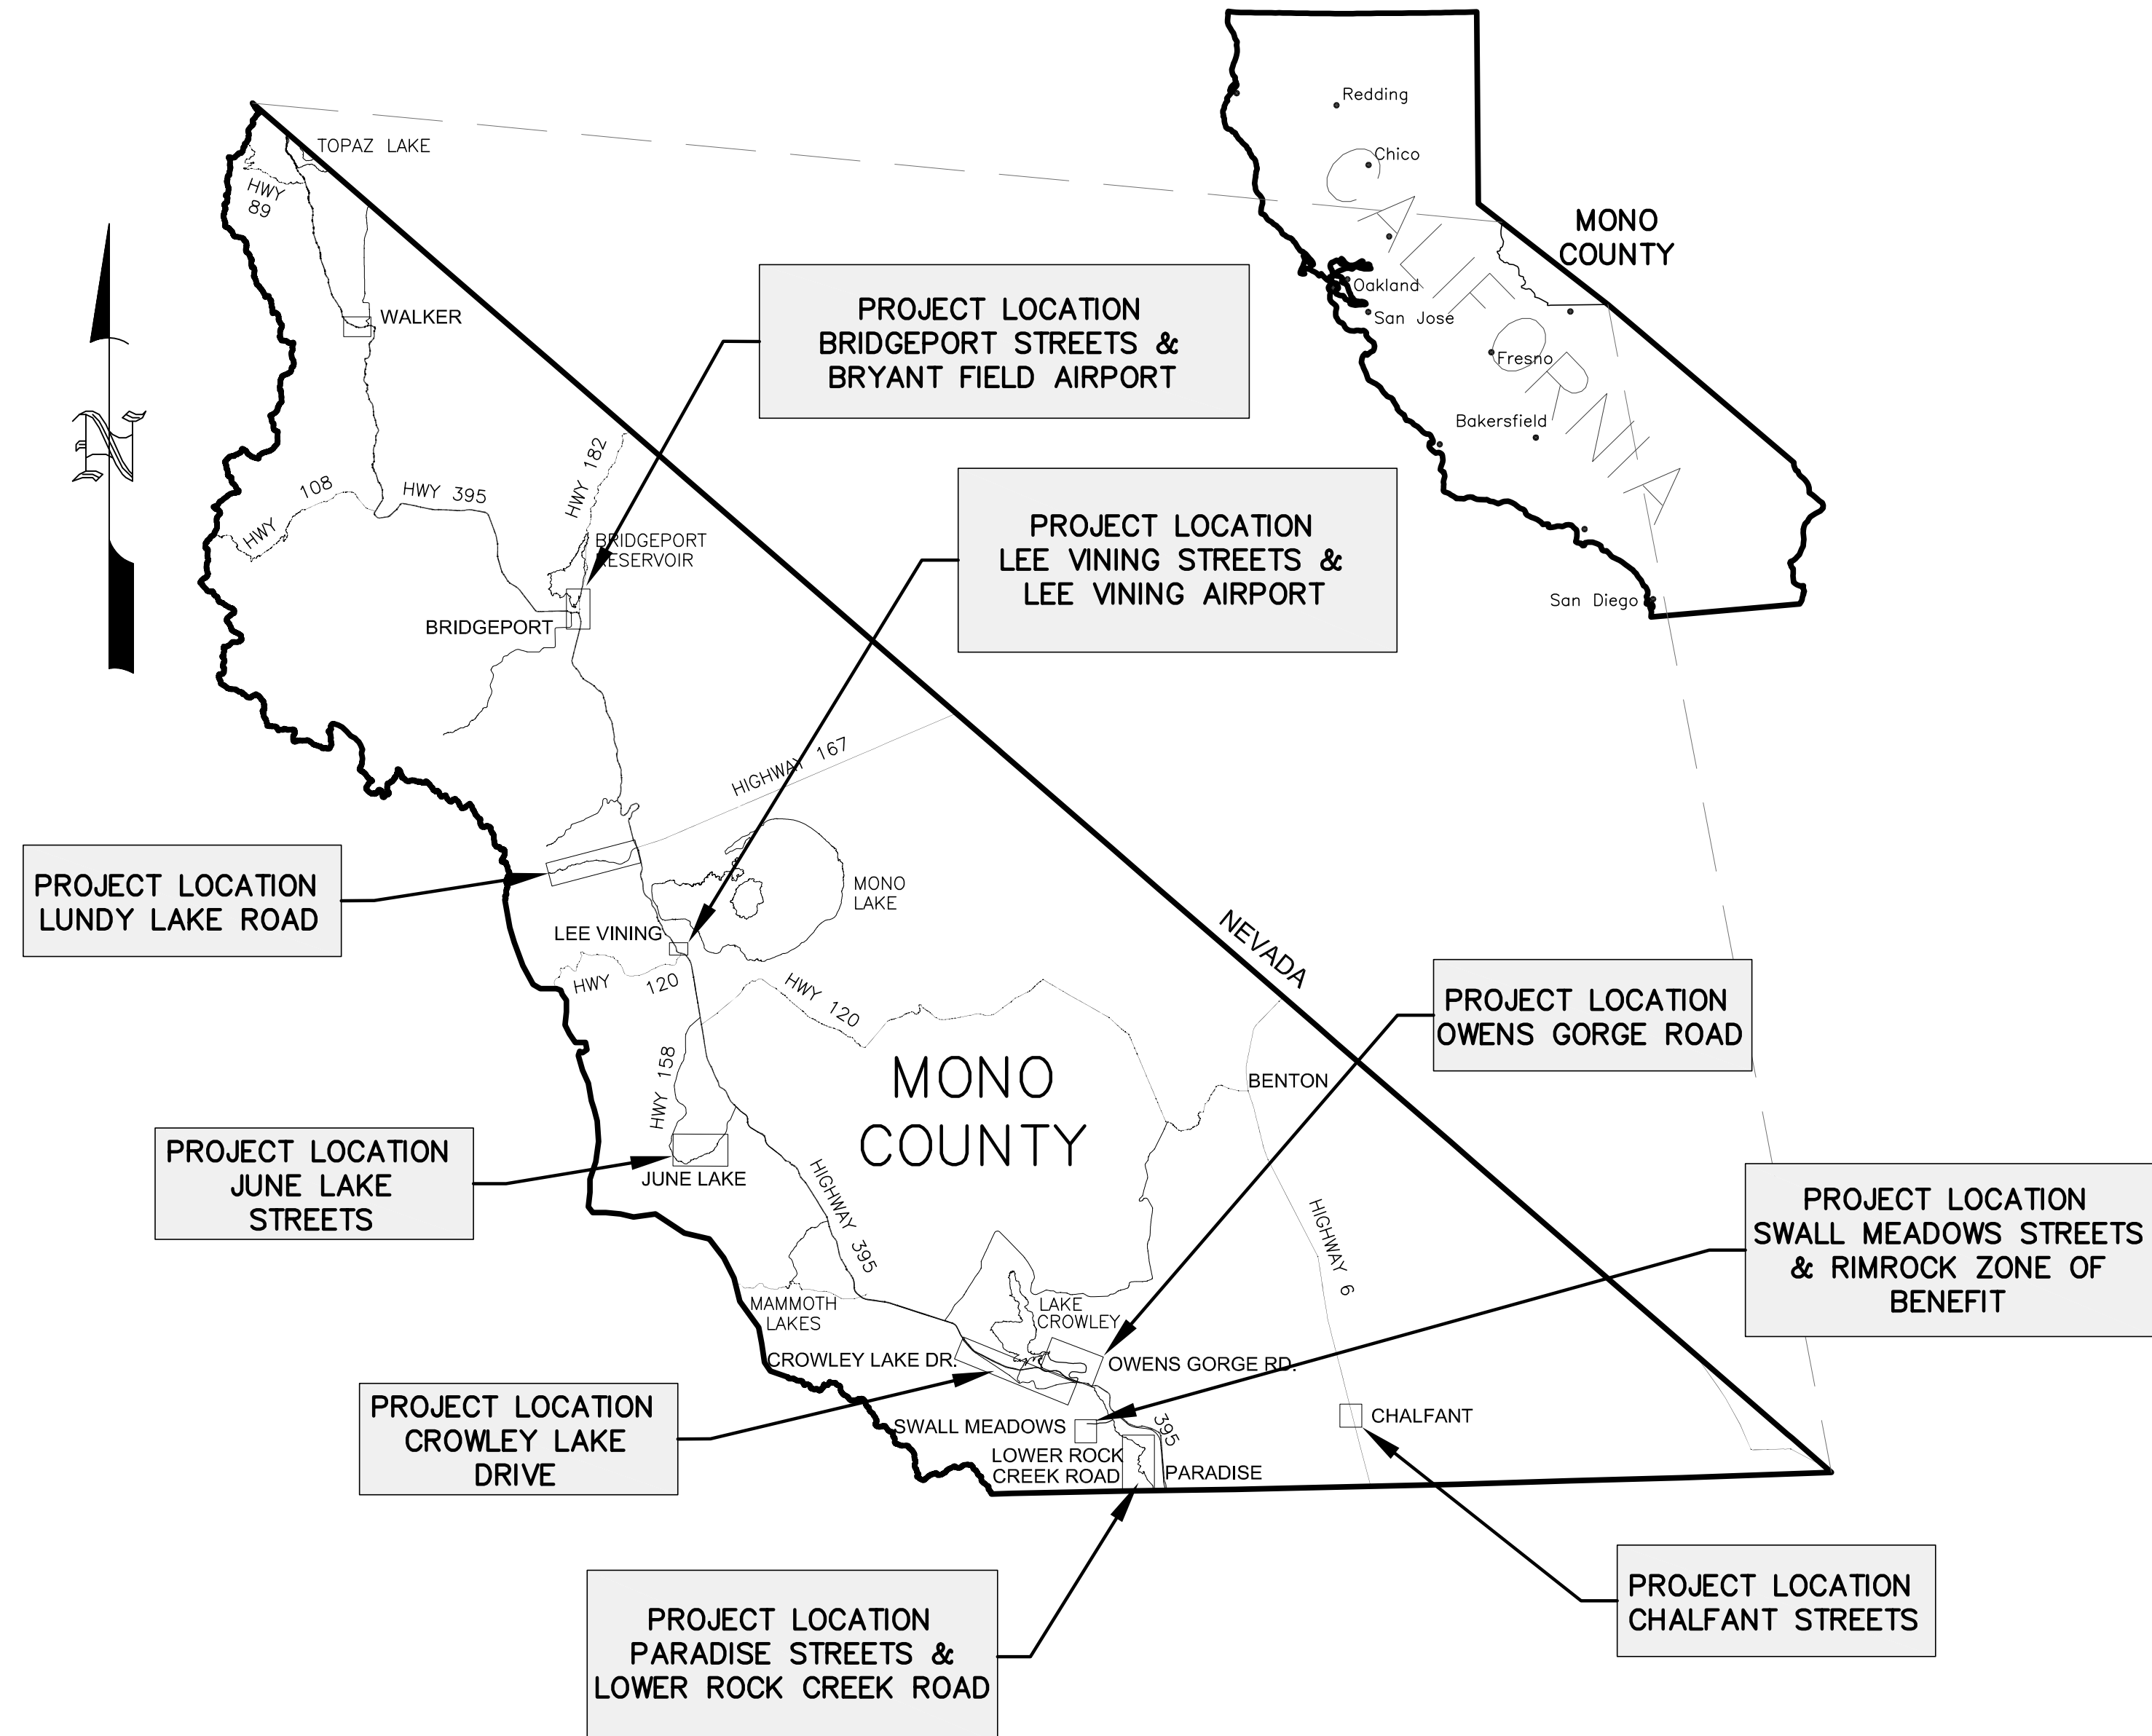 Redding
Chico
CALIFORNIA
MONO
COUNTY
Oakland
San Jose
Fresno
Bakersfield
San Diego
TOPAZ LAKE
HWY
89
WALKER
N
PROJECT LOCATION
BRIDGEPORT STREETS &
BRYANT FIELD AIRPORT
HWY 108
HWY 395
HWY 182
BRIDGEPORT
RESERVOIR
BRIDGEPORT
PROJECT LOCATION
LEE VINING STREETS &
LEE VINING AIRPORT
HIGHWAY 167
PROJECT LOCATION
LUNDY LAKE ROAD
MONO
LAKE
LEE VINING
HWY 120
HWY 120
NEVADA
PROJECT LOCATION
OWENS GORGE ROAD
MONO
COUNTY
HWY 158
BENTON
PROJECT LOCATION
JUNE LAKE
STREETS
JUNE LAKE
HIGHWAY 395
HIGHWAY 6
PROJECT LOCATION
SWALL MEADOWS STREETS
& RIMROCK ZONE OF
BENEFIT
MAMMOTH
LAKES
LAKE
CROWLEY
CROWLEY LAKE DR.
OWENS GORGE RD.
PROJECT LOCATION
CROWLEY LAKE
DRIVE
SWALL MEADOWS
395
CHALFANT
LOWER ROCK
CREEK ROAD
PARADISE
PROJECT LOCATION
PARADISE STREETS &
LOWER ROCK CREEK ROAD
PROJECT LOCATION
CHALFANT STREETS